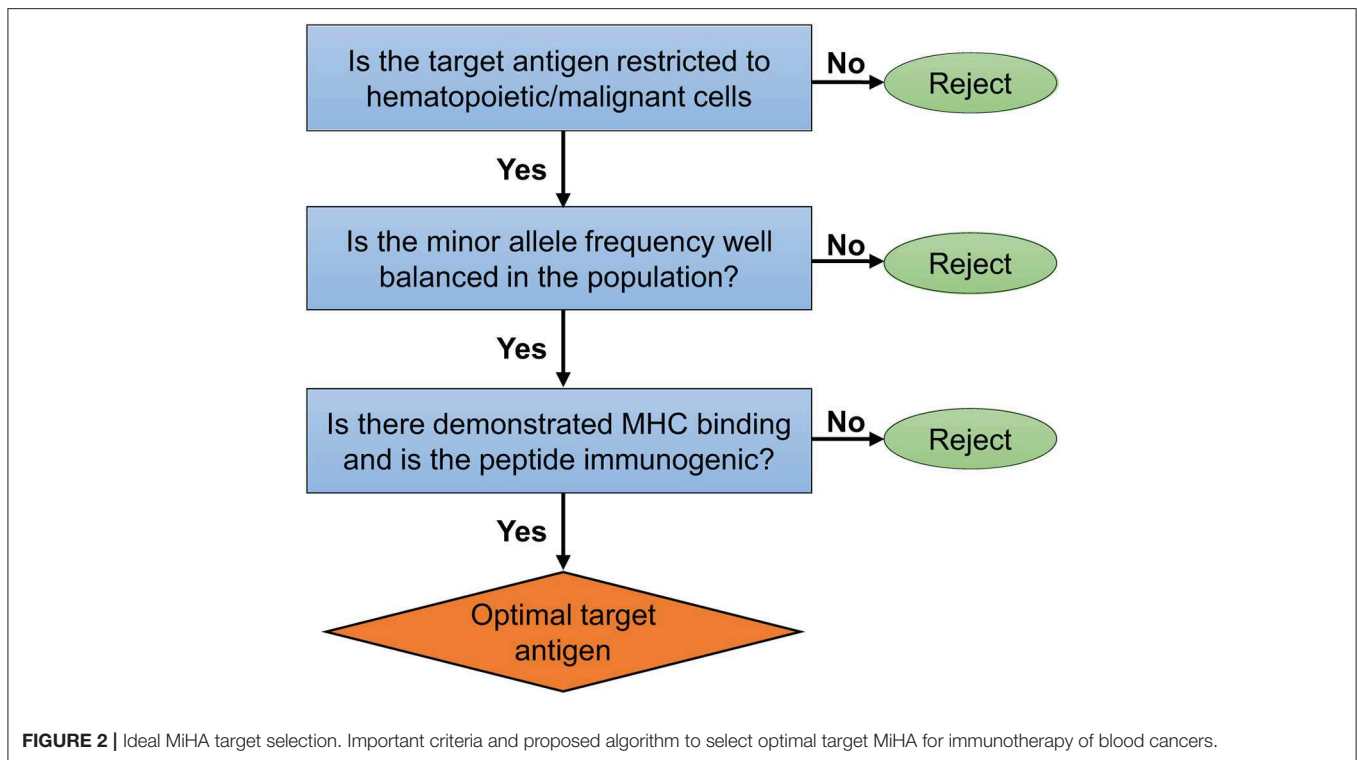 Is the target antigen restricted to
hematopoietic/malignant cells
No
Reject
Yes
Is the minor allele frequency well
balanced in the population?
No
Reject
Yes
Is there demonstrated MHC binding
and is the peptide immunogenic?
No
Reject
Yes
Optimal target
antigen
FIGURE 2 | Ideal MiHA target selection. Important criteria and proposed algorithm to select optimal target MiHA for immunotherapy of blood cancers.